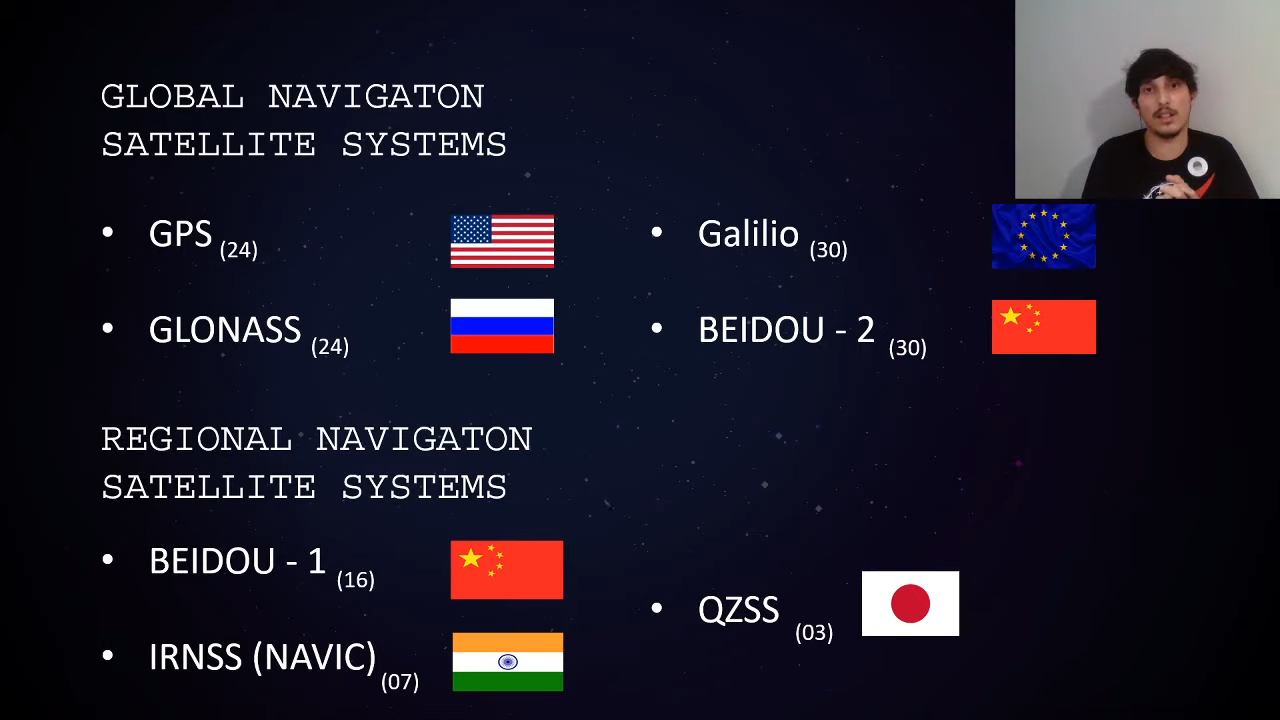 GLOBAL NAVIGATON
SATELLITE SYSTEMS
• GPS (24)
• Galilio (30)
• GLONASS (24)
• BEIDOU - 2 (30)
REGIONAL NAVIGATON
SATELLITE SYSTEMS
• BEIDOU - 1 (16)
• QZSS (03)
• IRNSS (NAVIC) (07)